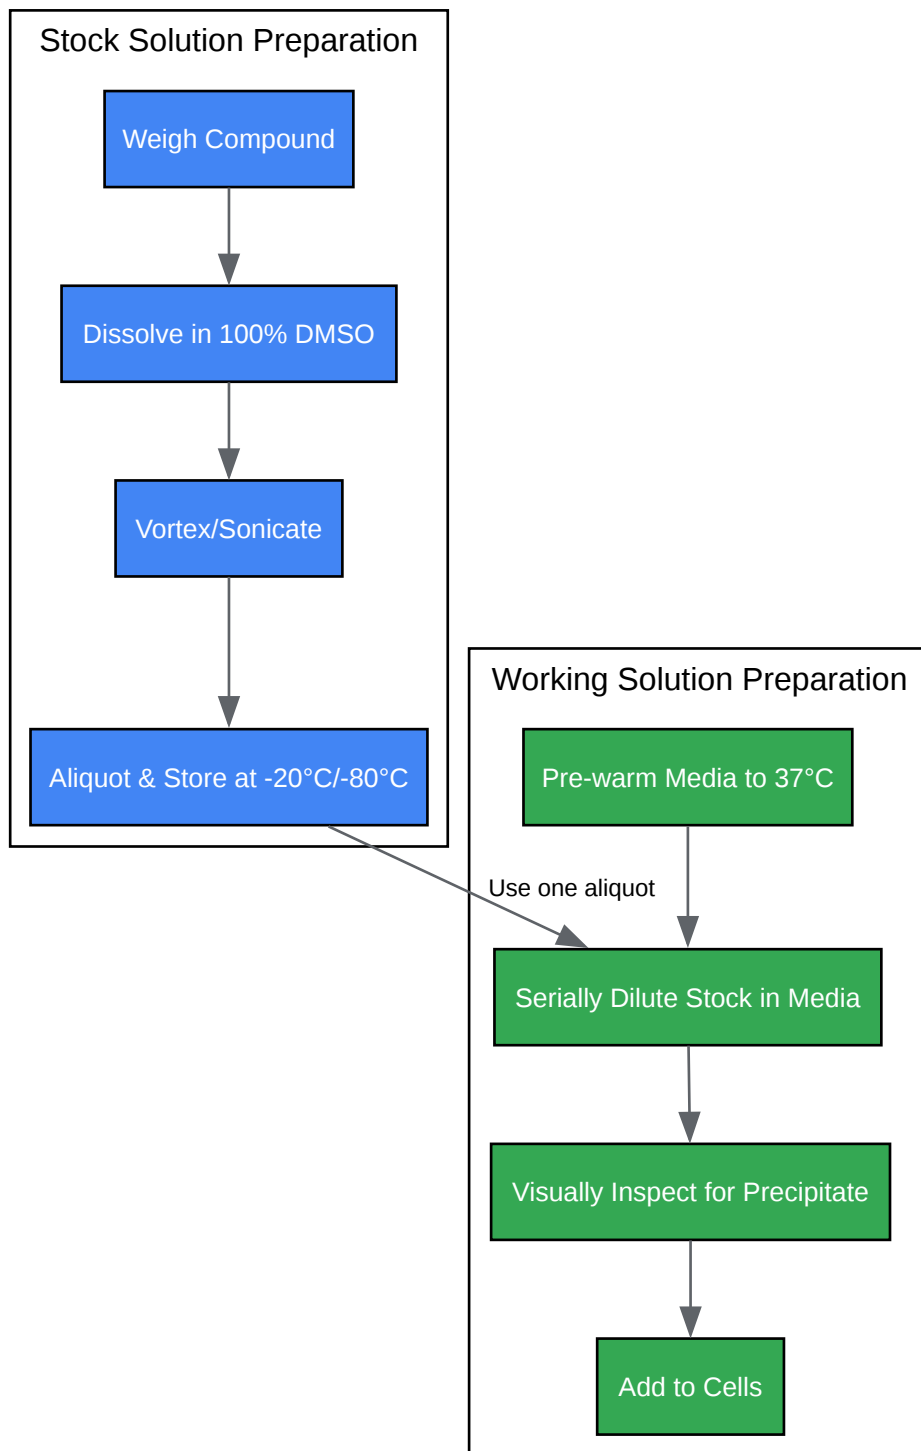 Stock Solution Preparation
Weigh Compound
Dissolve in 100% DMSO
Vortex/Sonicate
Aliquot & Store at -20°C/-80°C
Working Solution Preparation
Pre-warm Media to 37°C
Use one aliquot
Serially Dilute Stock in Media
Visually Inspect for Precipitate
Add to Cells